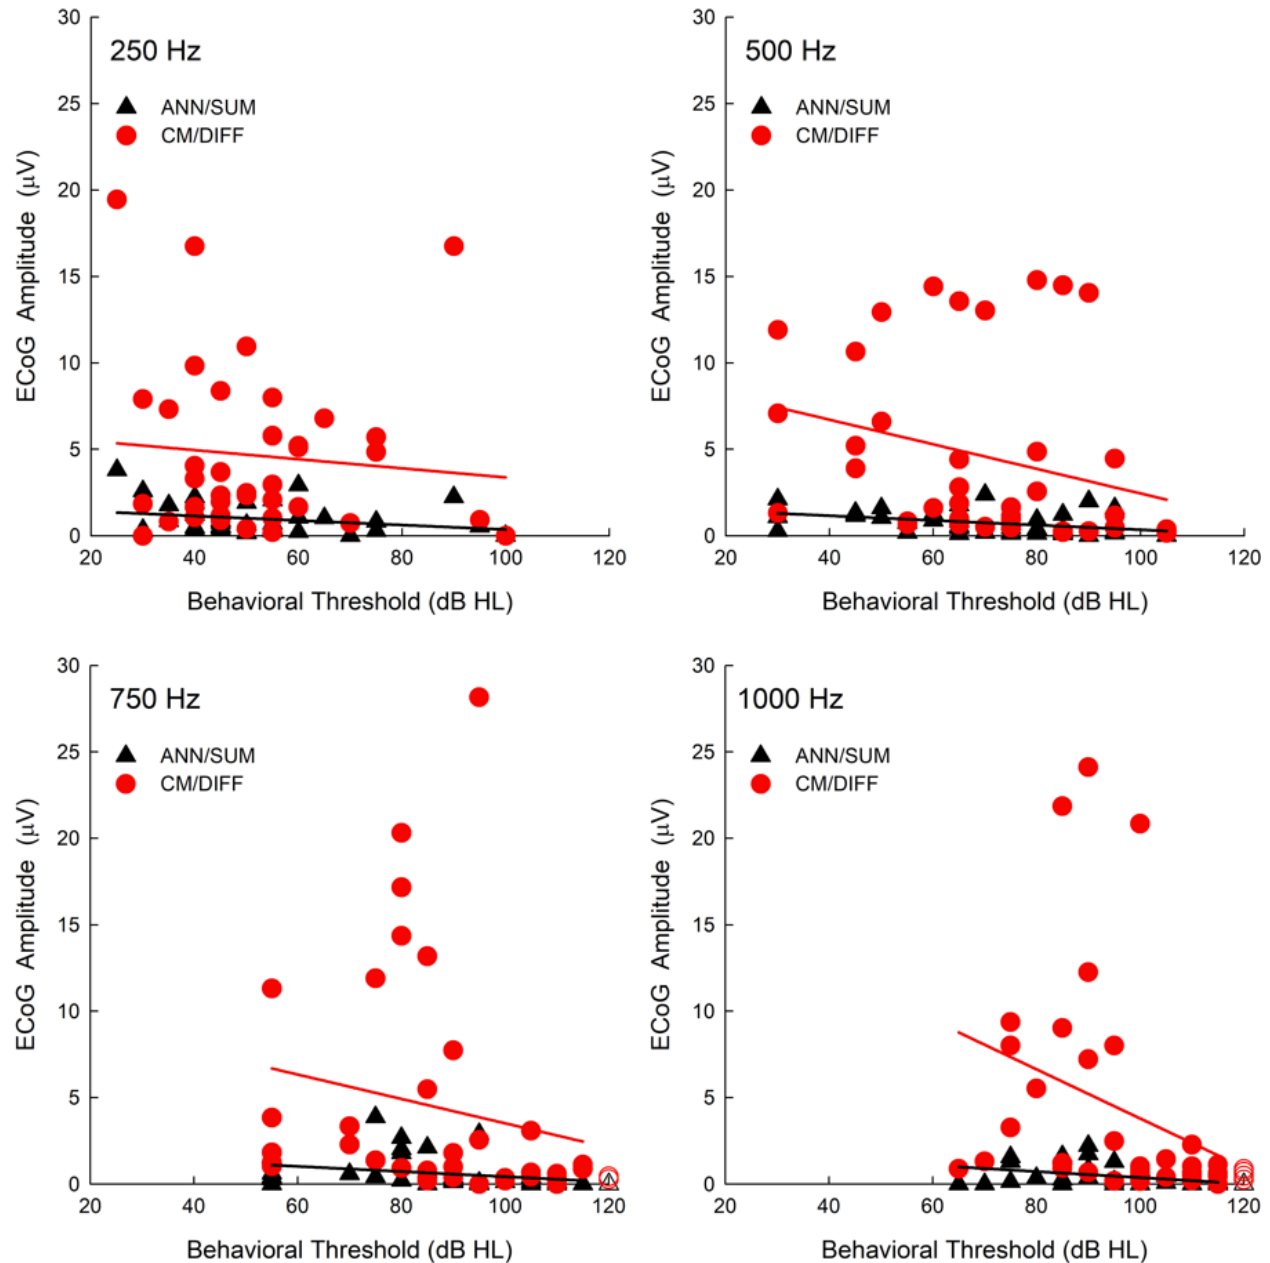 250 Hz
ANN/SUM
CM/DIFF
ECoG Amplitude (μV)
30
25
20
15
10
5
0
20 40 60 80 100 120
Behavioral Threshold (dB HL)
500 Hz
ANN/SUM
CM/DIFF
ECoG Amplitude (μV)
30
25
20
15
10
5
0
20 40 60 80 100 120
Behavioral Threshold (dB HL)
750 Hz
ANN/SUM
CM/DIFF
ECoG Amplitude (μV)
30
25
20
15
10
5
0
20 40 60 80 100 120
Behavioral Threshold (dB HL)
1000 Hz
ANN/SUM
CM/DIFF
ECoG Amplitude (μV)
30
25
20
15
10
5
0
20 40 60 80 100 120
Behavioral Threshold (dB HL)